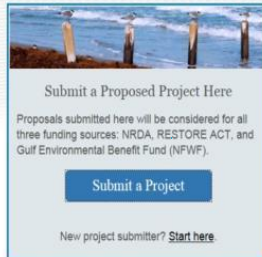 Submit a Proposed Project Here
Proposals submitted here will be considered for all
three funding sources: NRDA, RESTORE ACT, and
Gulf Environmental Benefit Fund (NFWF).
Submit a Project
New project submitter? Start here.